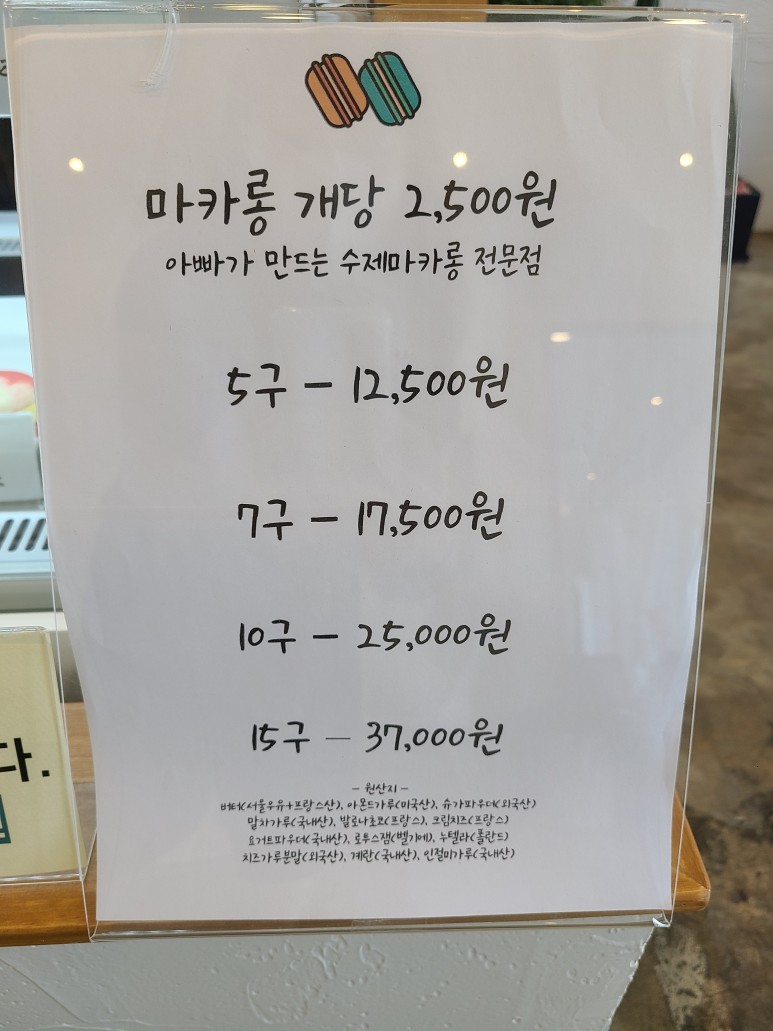 마카롱 개당 2,500원
아빠가 만드는 수제마카롱 전문점
5구 – 12,500원
7구 – 17,500원
10구 – 25,000원
15구 – 37,000원
– 원산지 –
버터(서울우유+프랑스산), 아몬드가루(미국산), 슈가파우더(외국산)
말차가루(국내산), 발로나초코(프랑스), 크림치즈(프랑스)
요거트파우더(국내산), 로투스잼(벨기에), 누텔라(폴란드)
치즈가루분말(외국산), 계란(국내산), 인절미가루(국내산)
다.